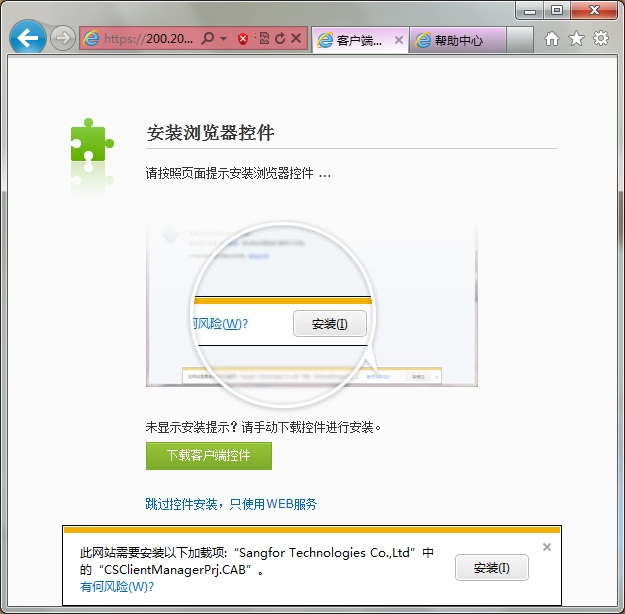 https://200.20...
客户端...
帮助中心
安装浏览器控件
请按照页面提示安装浏览器控件 ...
何风险(W)?
安装(I)
未显示安装提示？请手动下载控件进行安装。
下载客户端控件
跳过控件安装，只使用WEB服务
此网站需要安装以下加载项:“Sangfor Technologies Co.,Ltd”中
的“CSClientManagerPrj.CAB”。
安装(I)
有何风险(W)?